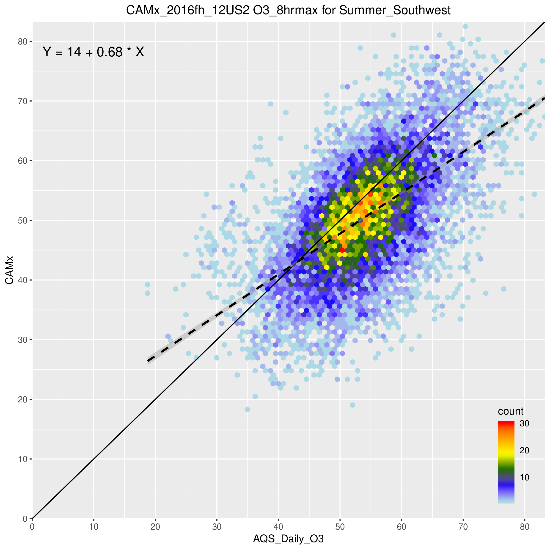 CAMx_2016fh_12US2 O3_8hrmax for Summer_Southwest
Y = 14 + 0.68 * X
80
70
60
50
40
30
20
10
0
CAMx
count
30
20
10
0 10 20 30 40 50 60 70 80
AQS_Daily_O3